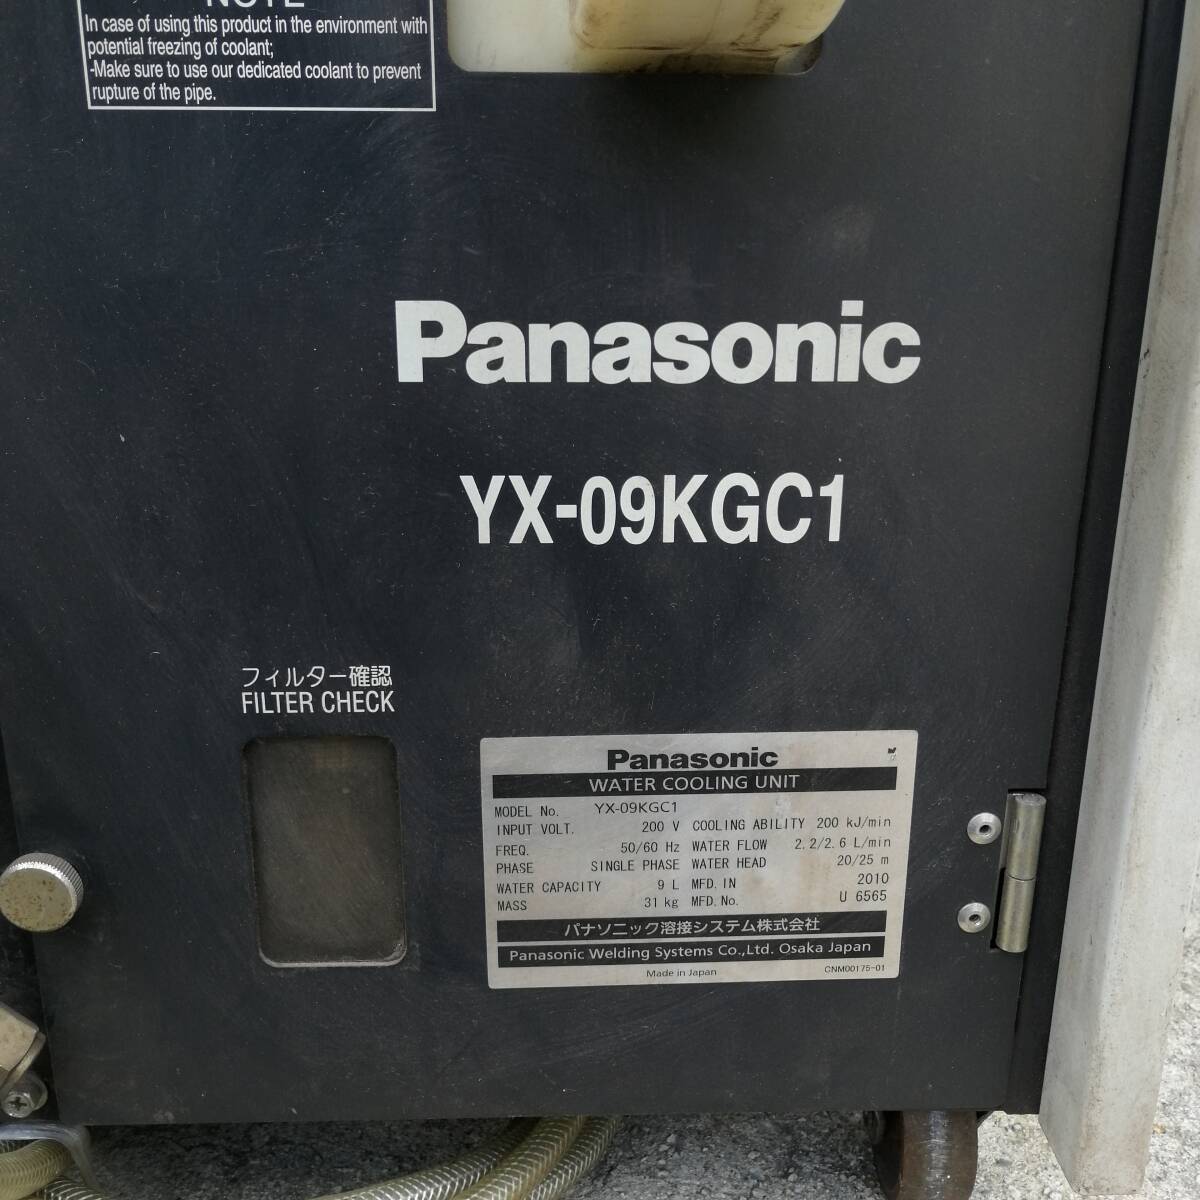 NOTE
In case of using this product in the environment with
potential freezing of coolant;
-Make sure to use our dedicated coolant to prevent
rupture of the pipe.
Panasonic
YX-09KGC1
フィルター確認
FILTER CHECK
Panasonic
WATER COOLING UNIT
MODEL No. YX-09KGC1
INPUT VOLT. 200 V COOLING ABILITY 200 kJ/min
FREQ. 50/60 Hz WATER FLOW 2.2/2.6 L/min
PHASE SINGLE PHASE WATER HEAD 20/25 m
WATER CAPACITY 9 L MFD. IN 2010
MASS 31 kg MFD. No. U 6565
パナソニック溶接システム株式会社
Panasonic Welding Systems Co.,Ltd. Osaka Japan
Made in Japan CNM00175-01